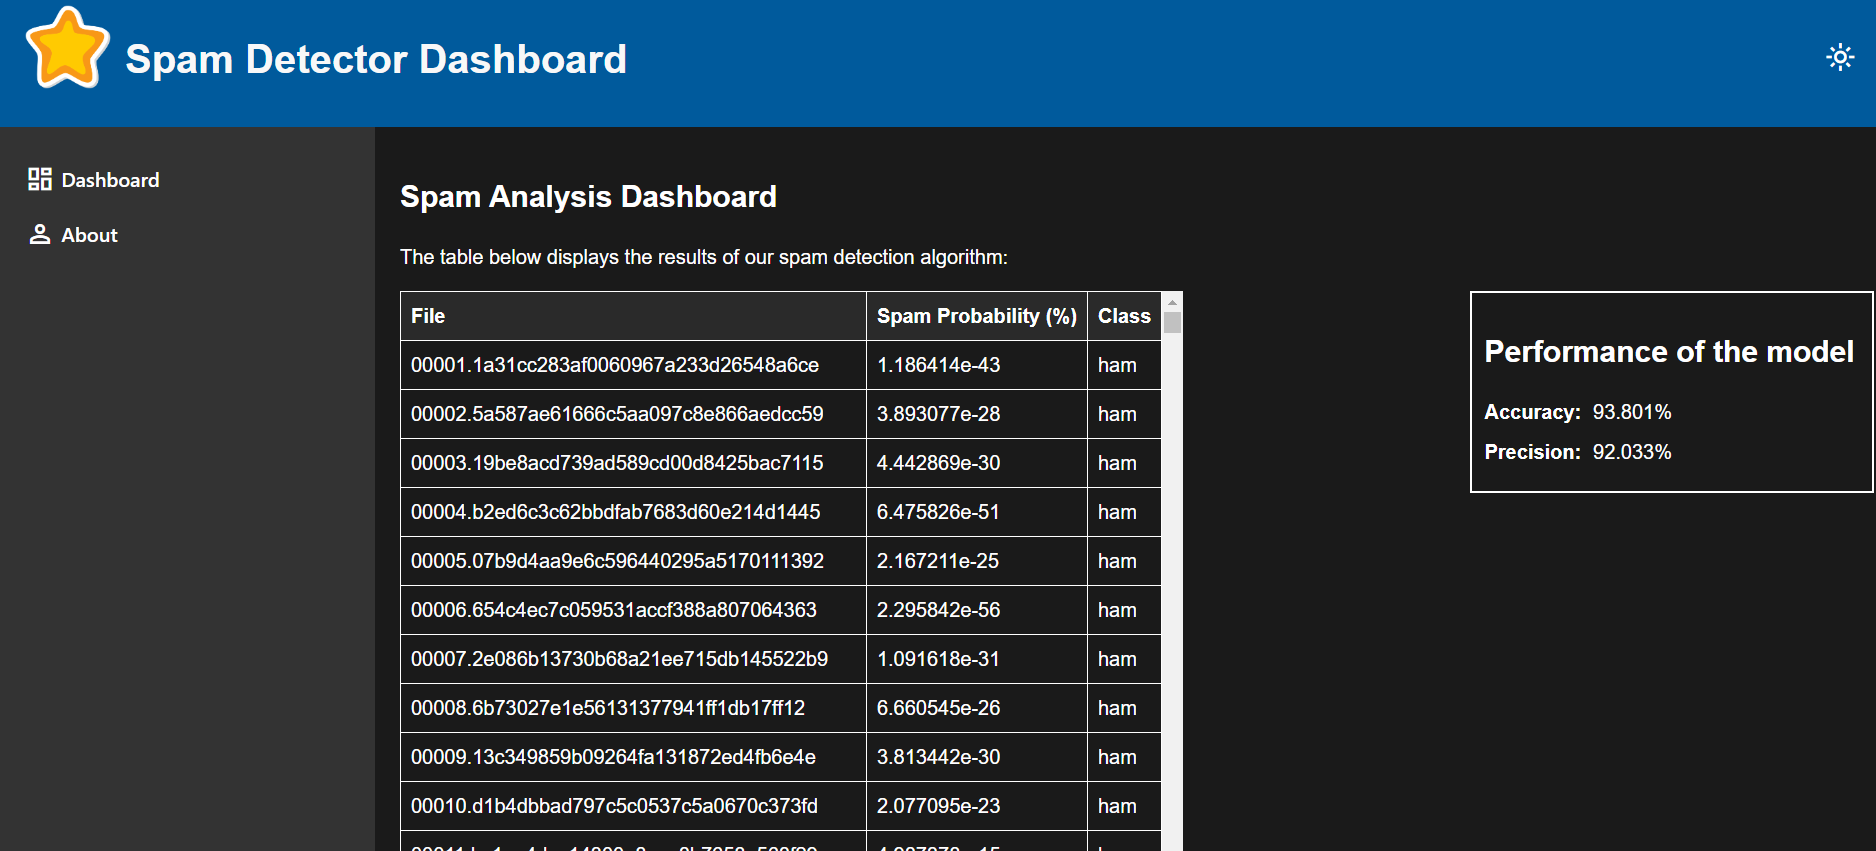 Spam Detector Dashboard
Dashboard
About
Spam Analysis Dashboard
The table below displays the results of our spam detection algorithm:
File Spam Probability (%) Class
00001.1a31cc283af0060967a233d26548a6ce 1.186414e-43 ham
00002.5a587ae61666c5aa097c8e866aedcc59 3.893077e-28 ham
00003.19be8acd739ad589cd00d8425bac7115 4.442869e-30 ham
00004.b2ed6c3c62bbdfab7683d60e214d1445 6.475826e-51 ham
00005.07b9d4aa9e6c596440295a5170111392 2.167211e-25 ham
00006.654c4ec7c059531accf388a807064363 2.295842e-56 ham
00007.2e086b13730b68a21ee715db145522b9 1.091618e-31 ham
00008.6b73027e1e56131377941ff1db17ff12 6.660545e-26 ham
00009.13c349859b09264fa131872ed4fb6e4e 3.813442e-30 ham
00010.d1b4dbbad797c5c0537c5a0670c373fd 2.077095e-23 ham
Performance of the model
Accuracy: 93.801%
Precision: 92.033%